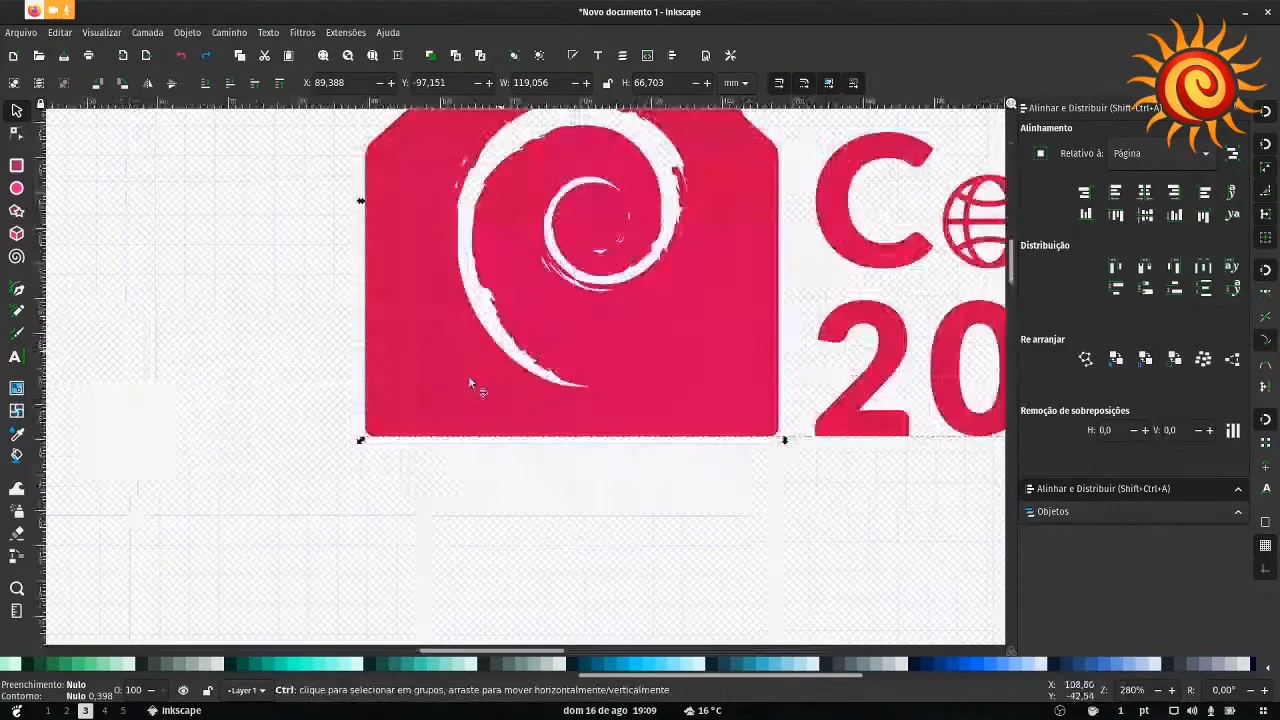 *Novo documento 1 - Inkscape
Arquivo Editar Visualizar Camada Objeto Caminho Texto Filtros Extensões Ajuda
X: 89,388 Y: -97,151 W: 119,056 H: 66,703 mm
Alinhar e Distribuir (Shift+Ctrl+A)
Alinhamento
Relativo à: Página
Distribuição
Re arranjar
Remoção de sobreposições
H: 0,0 V: 0,0
Alinhar e Distribuir (Shift+Ctrl+A)
Objetos
C
20
Preenchimento: Nulo
Contorno: Nulo 0,398
O: 100
Layer1
Ctrl: clique para selecionar em grupos, arraste para mover horizontalmente/verticalmente
X: 108,60
Y: -42,54
Z: 280%
R: 0,00°
1 2 3 4 5 Inkscape
dom 16 de ago 19:09 16 °C
1 pt